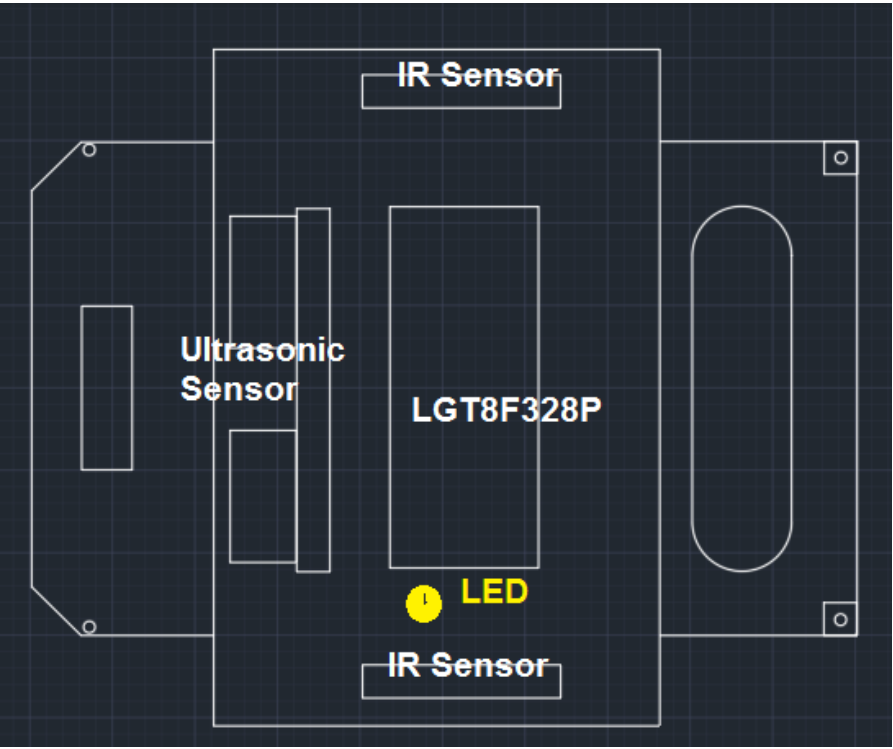 IR Sensor
Ultrasonic
Sensor
LGT8F328P
LED
IR Sensor